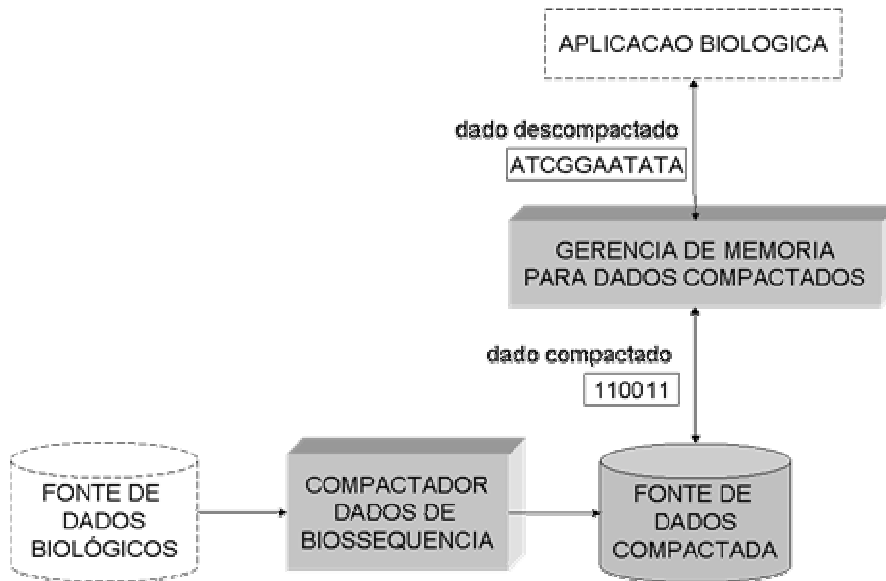 APLICACAO BIOLOGICA
dado descompactado
ATCGGAATATA
GERENCIA DE MEMORIA
PARA DADOS COMPACTADOS
dado compactado
110011
FONTE DE
DADOS
BIOLÓGICOS
COMPACTADOR
DADOS DE
BIOSSEQUENCIA
FONTE DE
DADOS
COMPACTADA